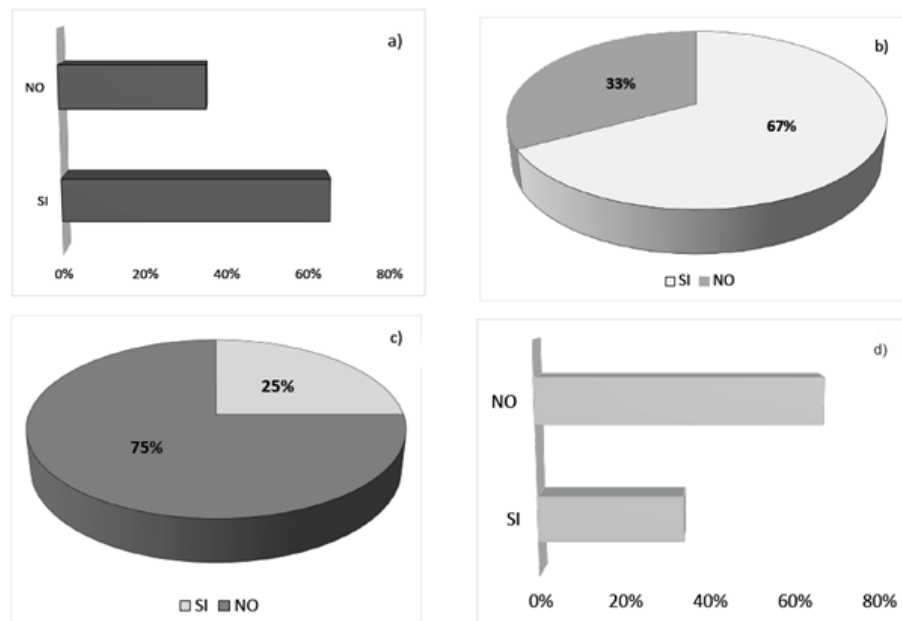 a)
NO
SI
0% 20% 40% 60% 80%
b)
33%
67%
SI NO
c)
25%
75%
SI NO
d)
NO
SI
0% 20% 40% 60% 80%